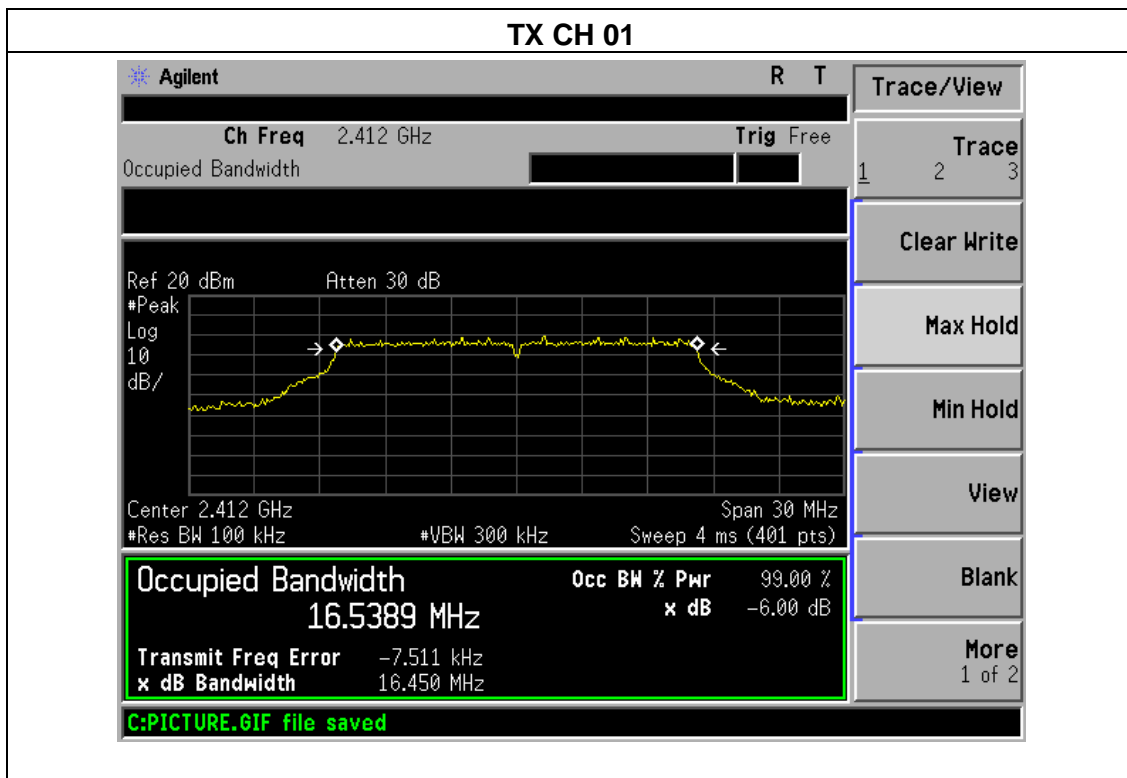 TX CH 01
Agilent R T
Trace/View
Ch Freq 2.412 GHz Trig Free
Occupied Bandwidth
Trace
1 2 3
Clear Write
Max Hold
Min Hold
View
Blank
More
1 of 2
Ref 20 dBm Atten 30 dB
#Peak
Log
10
dB/
Center 2.412 GHz Span 30 MHz
#Res BW 100 kHz #VBW 300 kHz Sweep 4 ms (401 pts)
Occupied Bandwidth Occ BW % Pwr 99.00 %
16.5389 MHz x dB -6.00 dB
Transmit Freq Error -7.511 kHz
x dB Bandwidth 16.450 MHz
C:PICTURE.GIF file saved